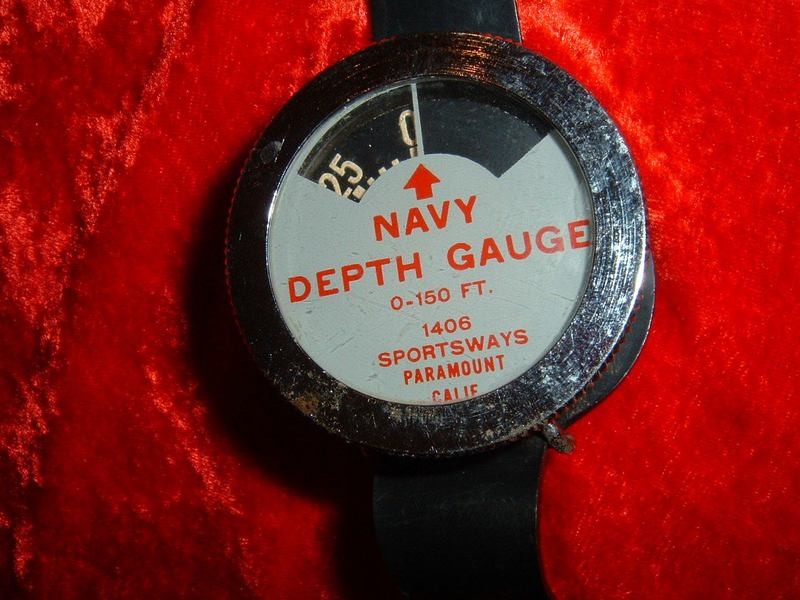 25 0
NAVY
DEPTH GAUGE
0-150 FT.
1406
SPORTSWAYS
PARAMOUNT
CALIF